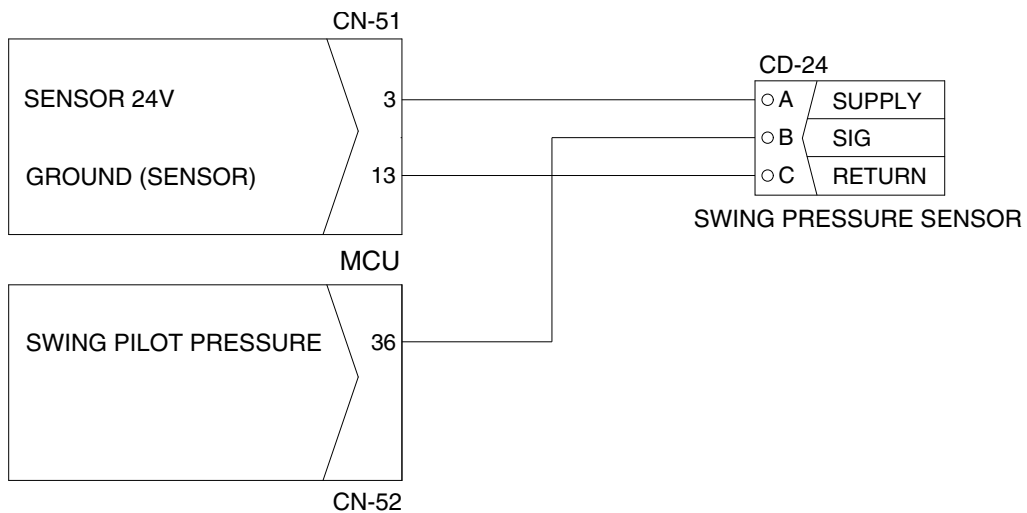 CN-51
CD-24
SENSOR 24V 3
A SUPPLY
B SIG
GROUND (SENSOR) 13
C RETURN
SWING PRESSURE SENSOR
MCU
SWING PILOT PRESSURE 36
CN-52